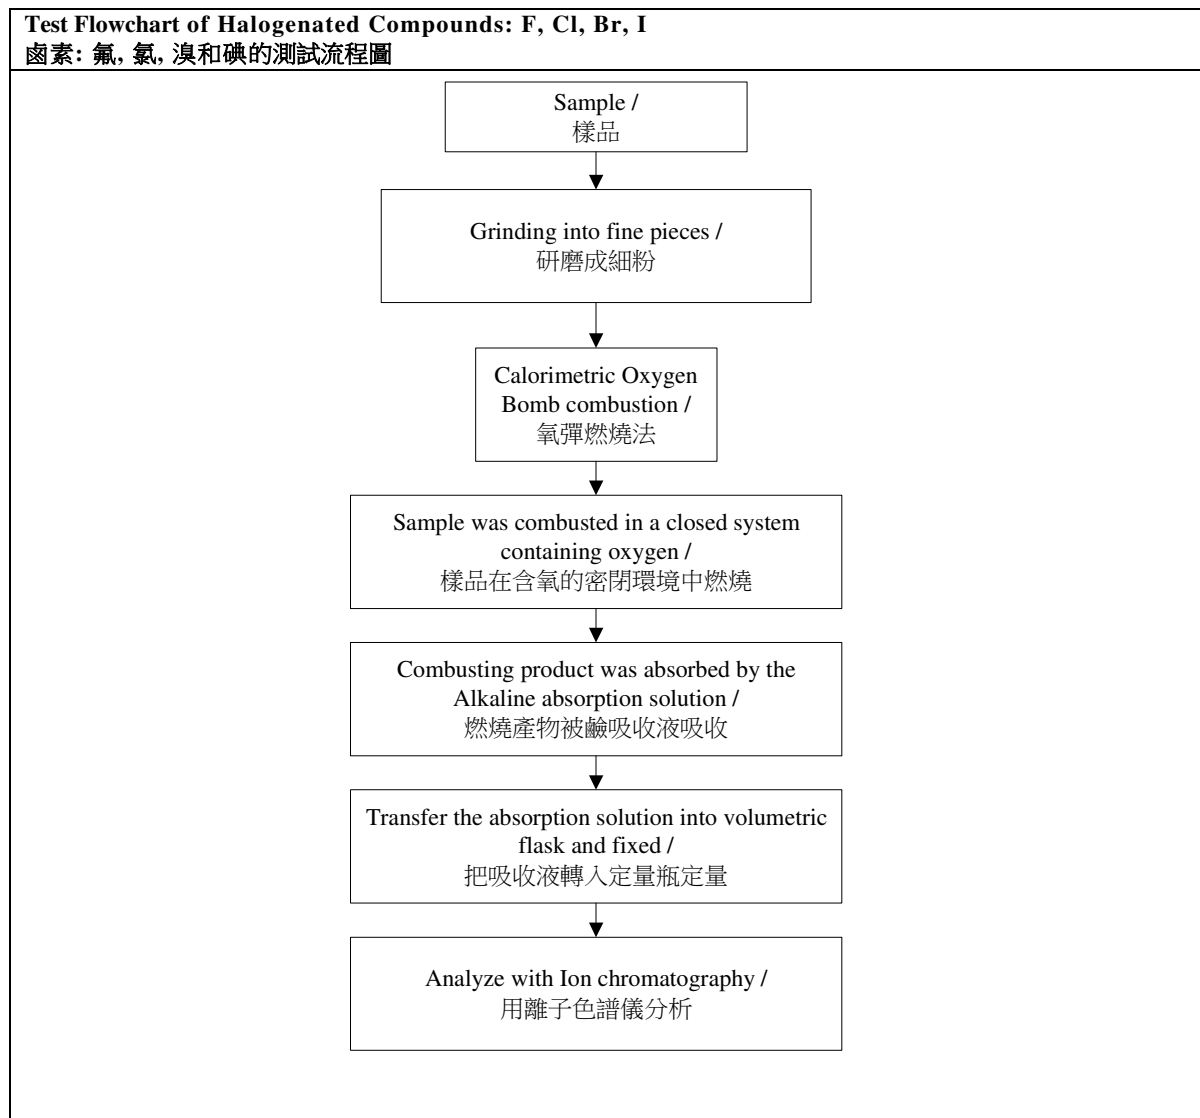 Test Flowchart of Halogenated Compounds: F, Cl, Br, I
鹵素: 氟, 氯, 溴和碘的測試流程圖
Sample /
樣品
Grinding into fine pieces /
研磨成細粉
Calorimetric Oxygen
Bomb combustion /
氧彈燃燒法
Sample was combusted in a closed system
containing oxygen /
樣品在含氧的密閉環境中燃燒
Combusting product was absorbed by the
Alkaline absorption solution /
燃燒產物被鹼吸收液吸收
Transfer the absorption solution into volumetric
flask and fixed /
把吸收液轉入定量瓶定量
Analyze with Ion chromatography /
用離子色譜儀分析